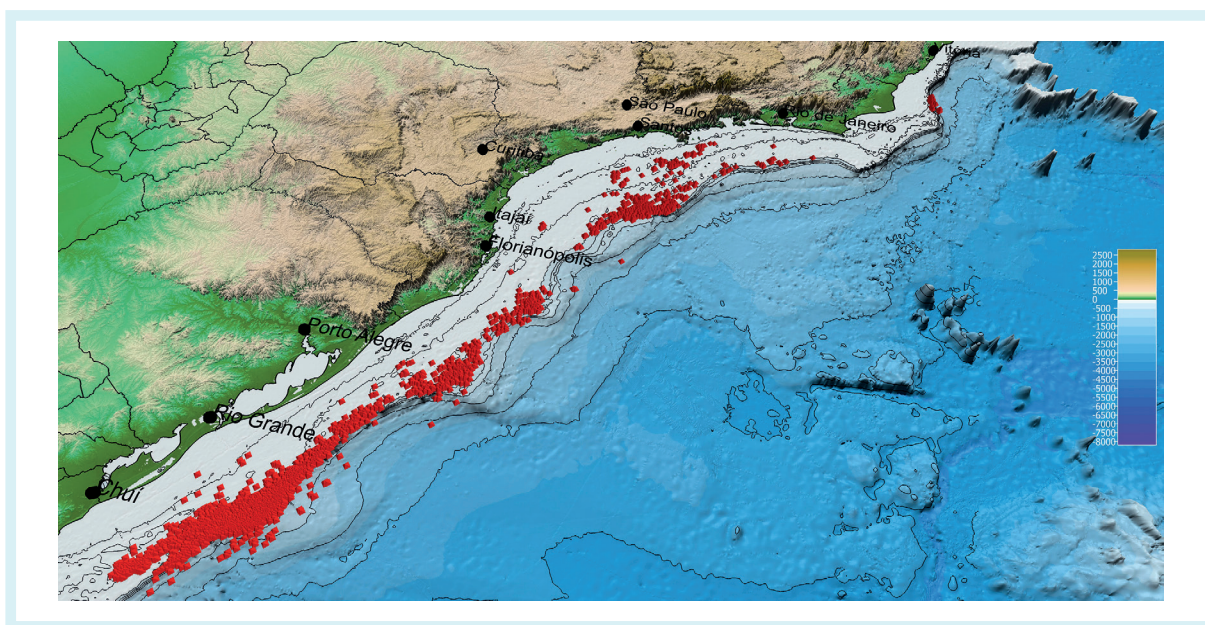 Vitória
São Paulo
Rio de Janeiro
Santos
Curitiba
Itajaí
Florianópolis
Porto Alegre
Rio Grande
Chuí
2500
2000
1500
1000
500
0
-500
-1000
-1500
-2000
-2500
-3000
-3500
-4000
-4500
-5000
-5500
-6000
-6500
-7000
-7500
-8000